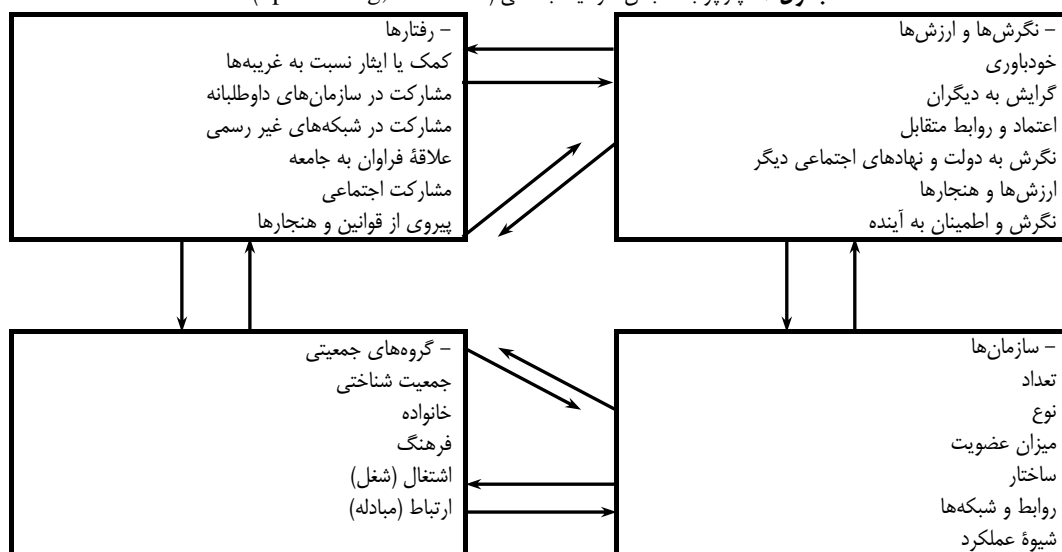 – نگرش‌ها و ارزش‌ها
خودباوری
گرایش به دیگران
اعتماد و روابط متقابل
نگرش به دولت و نهادهای اجتماعی دیگر
ارزش‌ها و هنجارها
نگرش و اطمینان به آینده
– رفتارها
کمک یا ایثار نسبت به غریبه‌ها
مشارکت در سازمان‌های داوطلبانه
مشارکت در شبکه‌های غیر رسمی
علاقهٔ فراوان به جامعه
مشارکت اجتماعی
پیروی از قوانین و هنجارها
– سازمان‌ها
تعداد
نوع
میزان عضویت
ساختار
روابط و شبکه‌ها
شیوهٔ عملکرد
– گروه‌های جمعیتی
جمعیت شناختی
خانواده
فرهنگ
اشتغال (شغل)
ارتباط (مبادله)